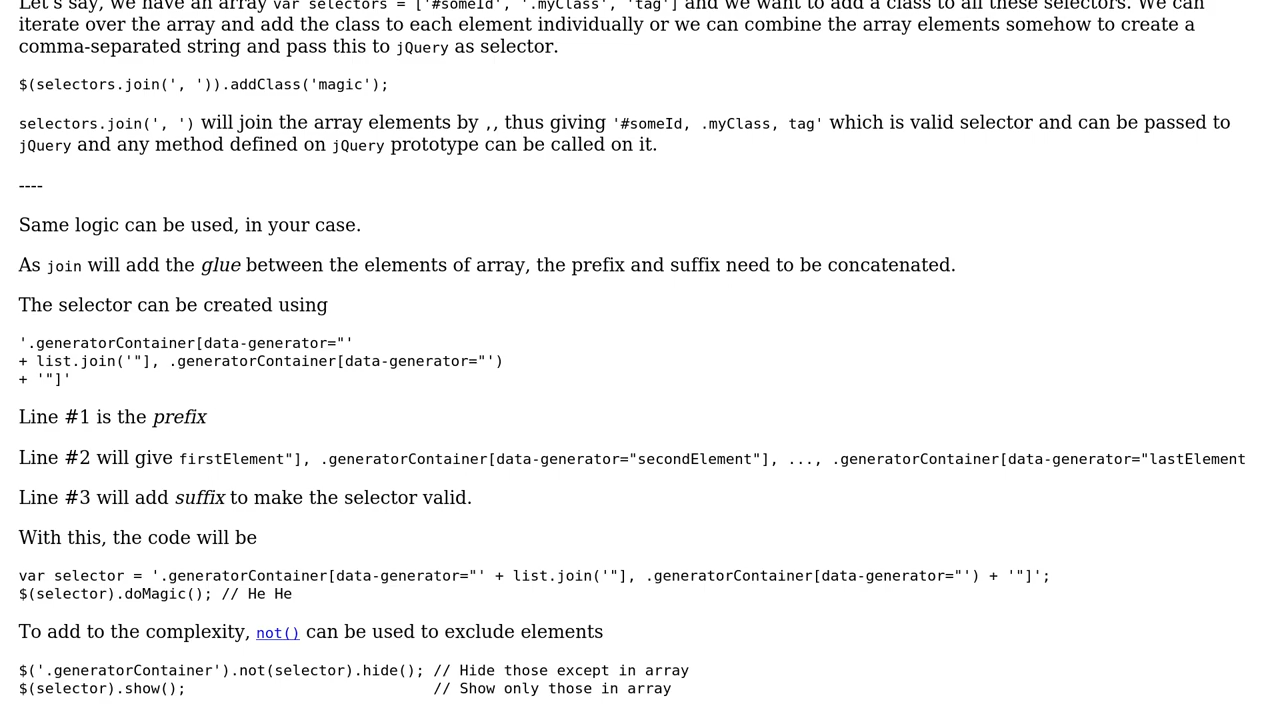 Let's say, we have an array var selectors = ['#someId', '.myClass', 'tag'] and we want to add a class to all these selectors. We can
iterate over the array and add the class to each element individually or we can combine the array elements somehow to create a
comma-separated string and pass this to jQuery as selector.
$(selectors.join(', ')).addClass('magic');
selectors.join(', ') will join the array elements by ,, thus giving '#someId, .myClass, tag' which is valid selector and can be passed to
jQuery and any method defined on jQuery prototype can be called on it.
----
Same logic can be used, in your case.
As join will add the glue between the elements of array, the prefix and suffix need to be concatenated.
The selector can be created using
'.generatorContainer[data-generator="'
+ list.join('"], .generatorContainer[data-generator="')
+ '"]'
Line #1 is the prefix
Line #2 will give firstElement"], .generatorContainer[data-generator="secondElement"], ..., .generatorContainer[data-generator="lastElement
Line #3 will add suffix to make the selector valid.
With this, the code will be
var selector = '.generatorContainer[data-generator="' + list.join('"], .generatorContainer[data-generator="') + '"]';
$(selector).doMagic(); // He He
To add to the complexity, not() can be used to exclude elements
$('.generatorContainer').not(selector).hide(); // Hide those except in array
$(selector).show(); // Show only those in array